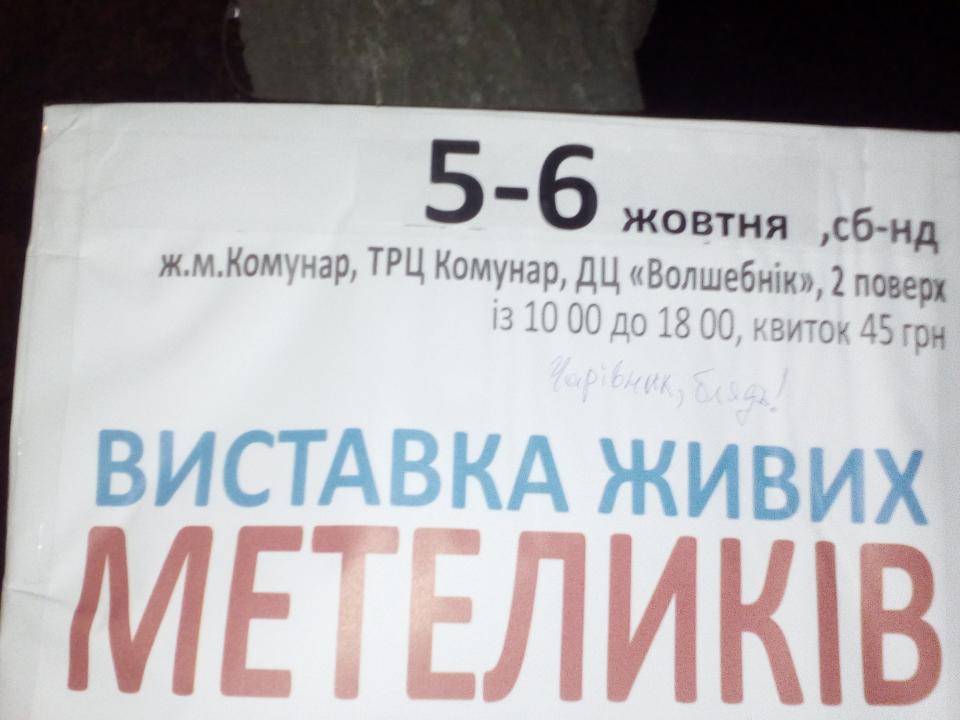 5-6 жовтня ,сб-нд
ж.м.Комунар, ТРЦ Комунар, ДЦ «Волшебнік», 2 поверх
із 10 00 до 18 00, квиток 45 грн
Чарівник, блядь!
ВИСТАВКА ЖИВИХ
МЕТЕЛИКІВ